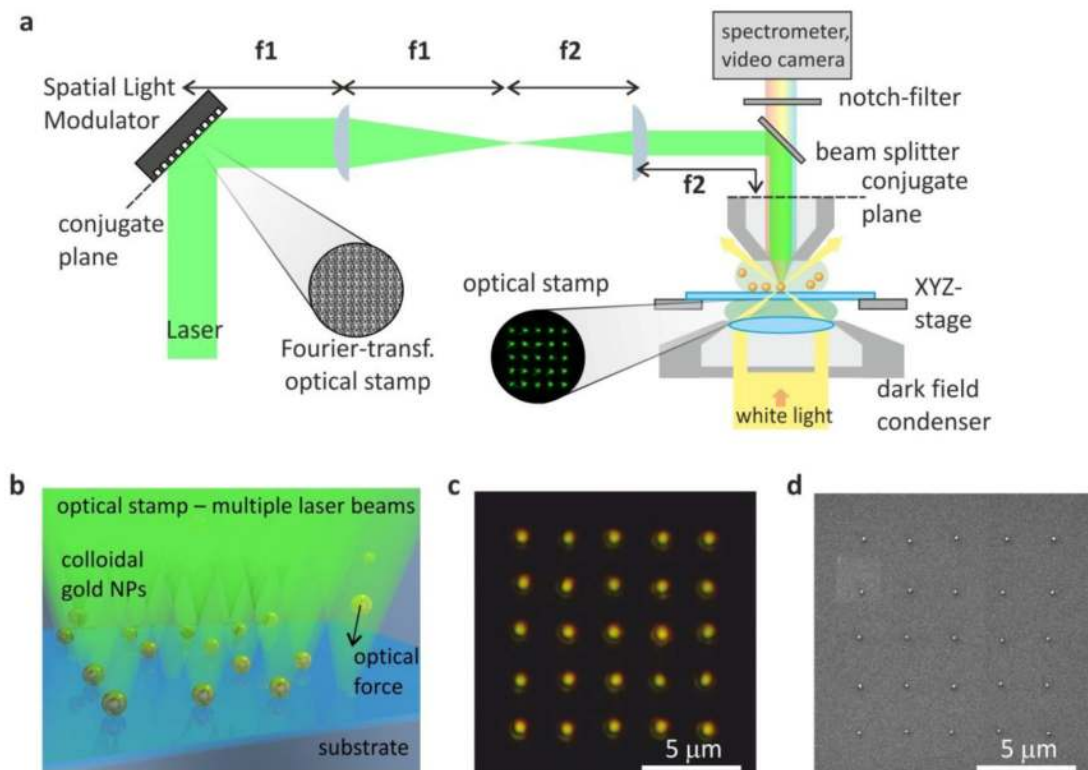 a
f1
f1
f2
spectrometer,
video camera
Spatial Light
Modulator
notch-filter
beam splitter
f2
conjugate
plane
conjugate
plane
optical stamp
XYZ-
stage
Laser
Fourier-transf.
optical stamp
white light
dark field
condenser
b
optical stamp – multiple laser beams
colloidal
gold NPs
optical
force
substrate
c
5 μm
d
5 μm